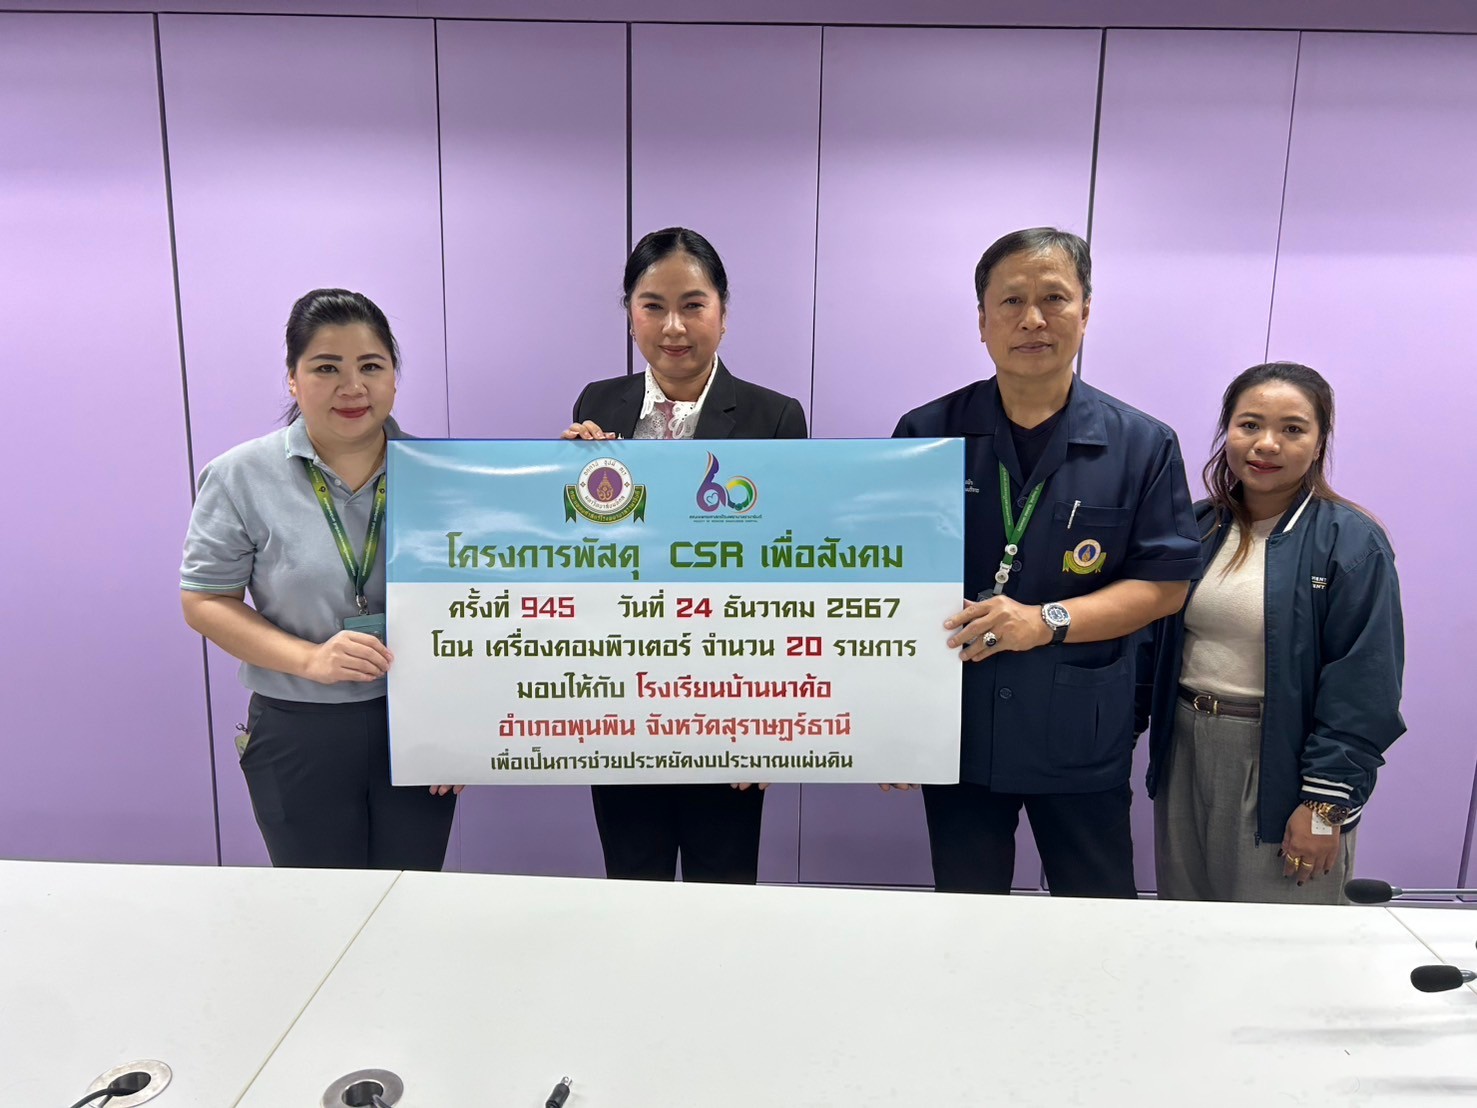 โครงการพัสดุ CSR เพื่อสังคม
ครั้งที่ 945 วันที่ 24 ธันวาคม 2567
โอน เครื่องคอมพิวเตอร์ จำนวน 20 รายการ
มอบให้กับ โรงเรียนบ้านนาค้อ
อำเภอพุนพิน จังหวัดสุราษฎร์ธานี
เพื่อเป็นการช่วยประหยัดงบประมาณแผ่นดิน